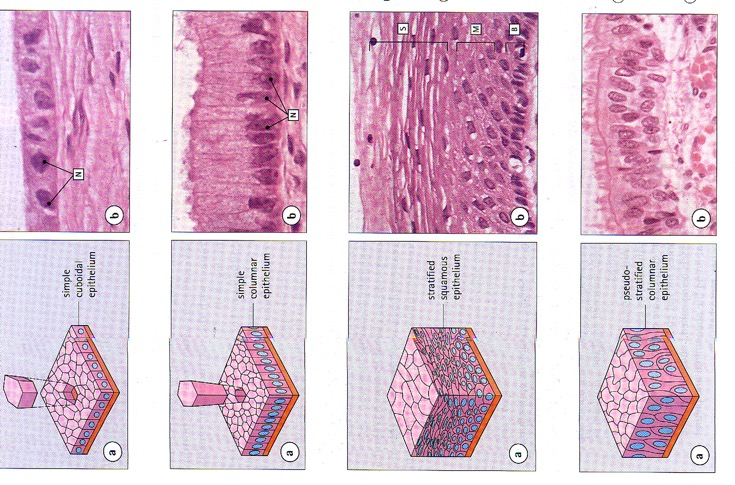 N
b
simple
cuboidal
epithelium
a
N
b
simple
columnar
epithelium
a
S
M
B
b
stratified
squamous
epithelium
a
b
pseudo-
stratified
columnar
epithelium
a